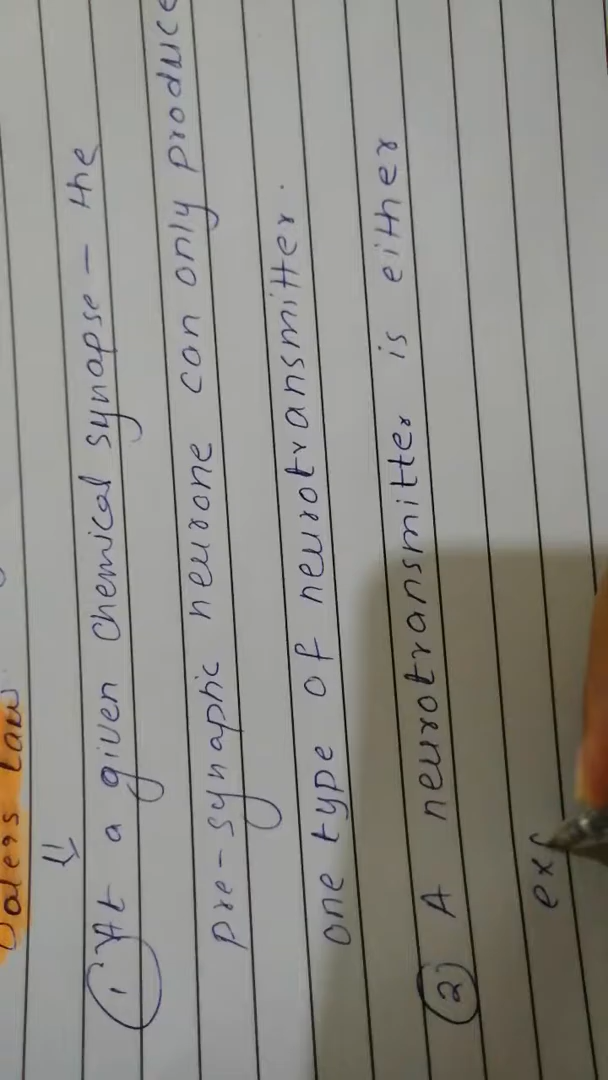 Dales Law
① At a given chemical synapse - the
pre-synaptic neurone can only produce
one type of neurotransmitter.
② A neurotransmitter is either
ex